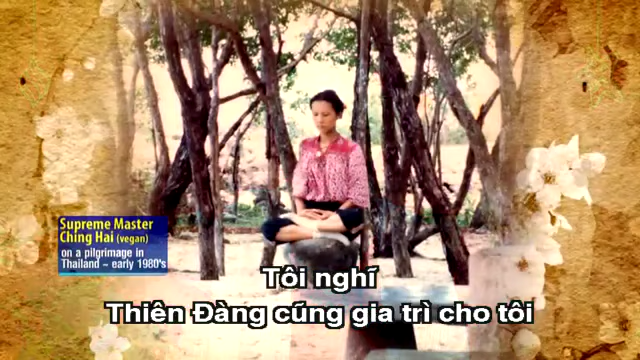 Supreme Master
Ching Hai (vegan)
on a pilgrimage in
Thailand – early 1980's
Tôi nghĩ
Thiên Đàng cũng gia trì cho tôi